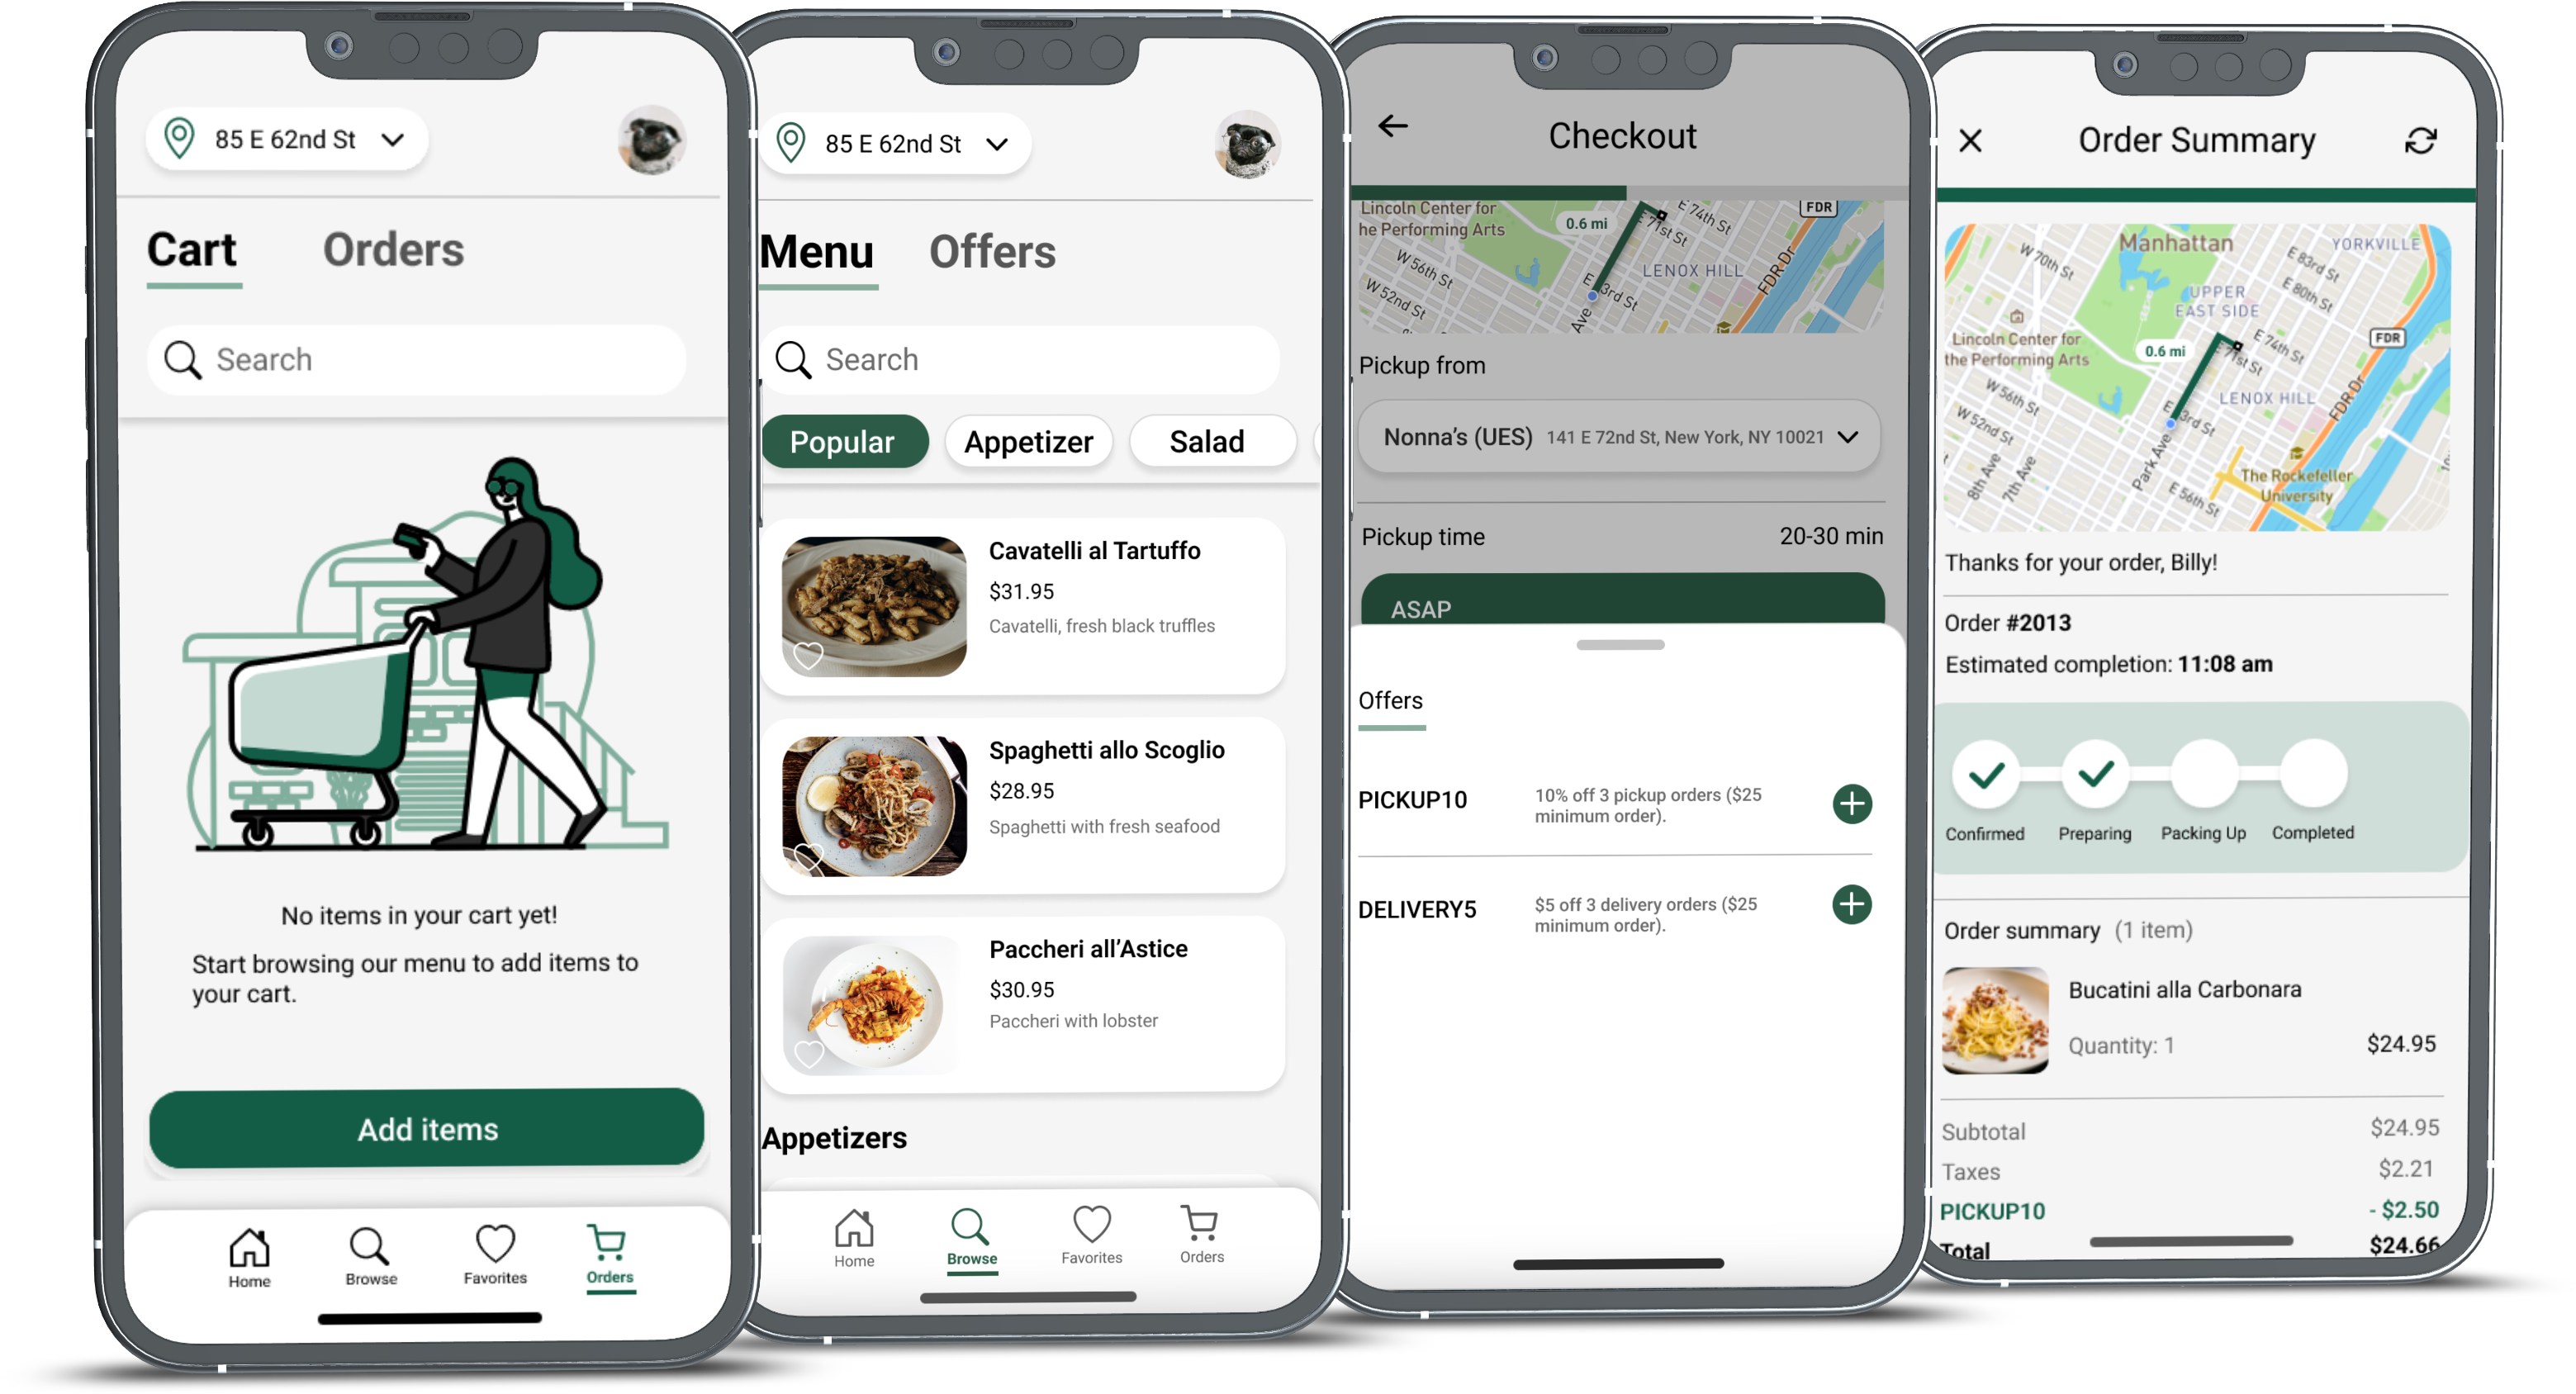 85 E 62nd St
Cart Orders
Search
No items in your cart yet!
Start browsing our menu to add items to
your cart.
Add items
Home Browse Favorites Orders
85 E 62nd St
Menu Offers
Search
Popular Appetizer Salad
Cavatelli al Tartuffo
$31.95
Cavatelli, fresh black truffles
Spaghetti allo Scoglio
$28.95
Spaghetti with fresh seafood
Paccheri all’Astice
$30.95
Paccheri with lobster
Appetizers
Home Browse Favorites Orders
Checkout
Lincoln Center for
he Performing Arts
0.6 mi
E 74th St
E 71st St
FDR
W 56th St
W 52nd St
LENOX HILL
FDR Dr
E 3rd St
Ave
Pickup from
Nonna’s (UES) 141 E 72nd St, New York, NY 10021
Pickup time 20-30 min
ASAP
Offers
PICKUP10
10% off 3 pickup orders ($25
minimum order).
DELIVERY5
$5 off 3 delivery orders ($25
minimum order).
Order Summary
Manhattan
YORKVILLE
W 70th St
E 83rd St
E 80th St
UPPER
EAST SIDE
Lincoln Center for
the Performing Arts
0.6 mi
E 74th St
E 71st St
FDR
W 56th St
W 52nd St
LENOX HILL
FDR Dr
E 3rd St
Park Ave
8th Ave
7th Ave
E 56th St
The Rockefeller
University
Thanks for your order, Billy!
Order #2013
Estimated completion: 11:08 am
Confirmed Preparing Packing Up Completed
Order summary (1 item)
Bucatini alla Carbonara
Quantity: 1 $24.95
Subtotal $24.95
Taxes $2.21
PICKUP10 - $2.50
Total $24.66